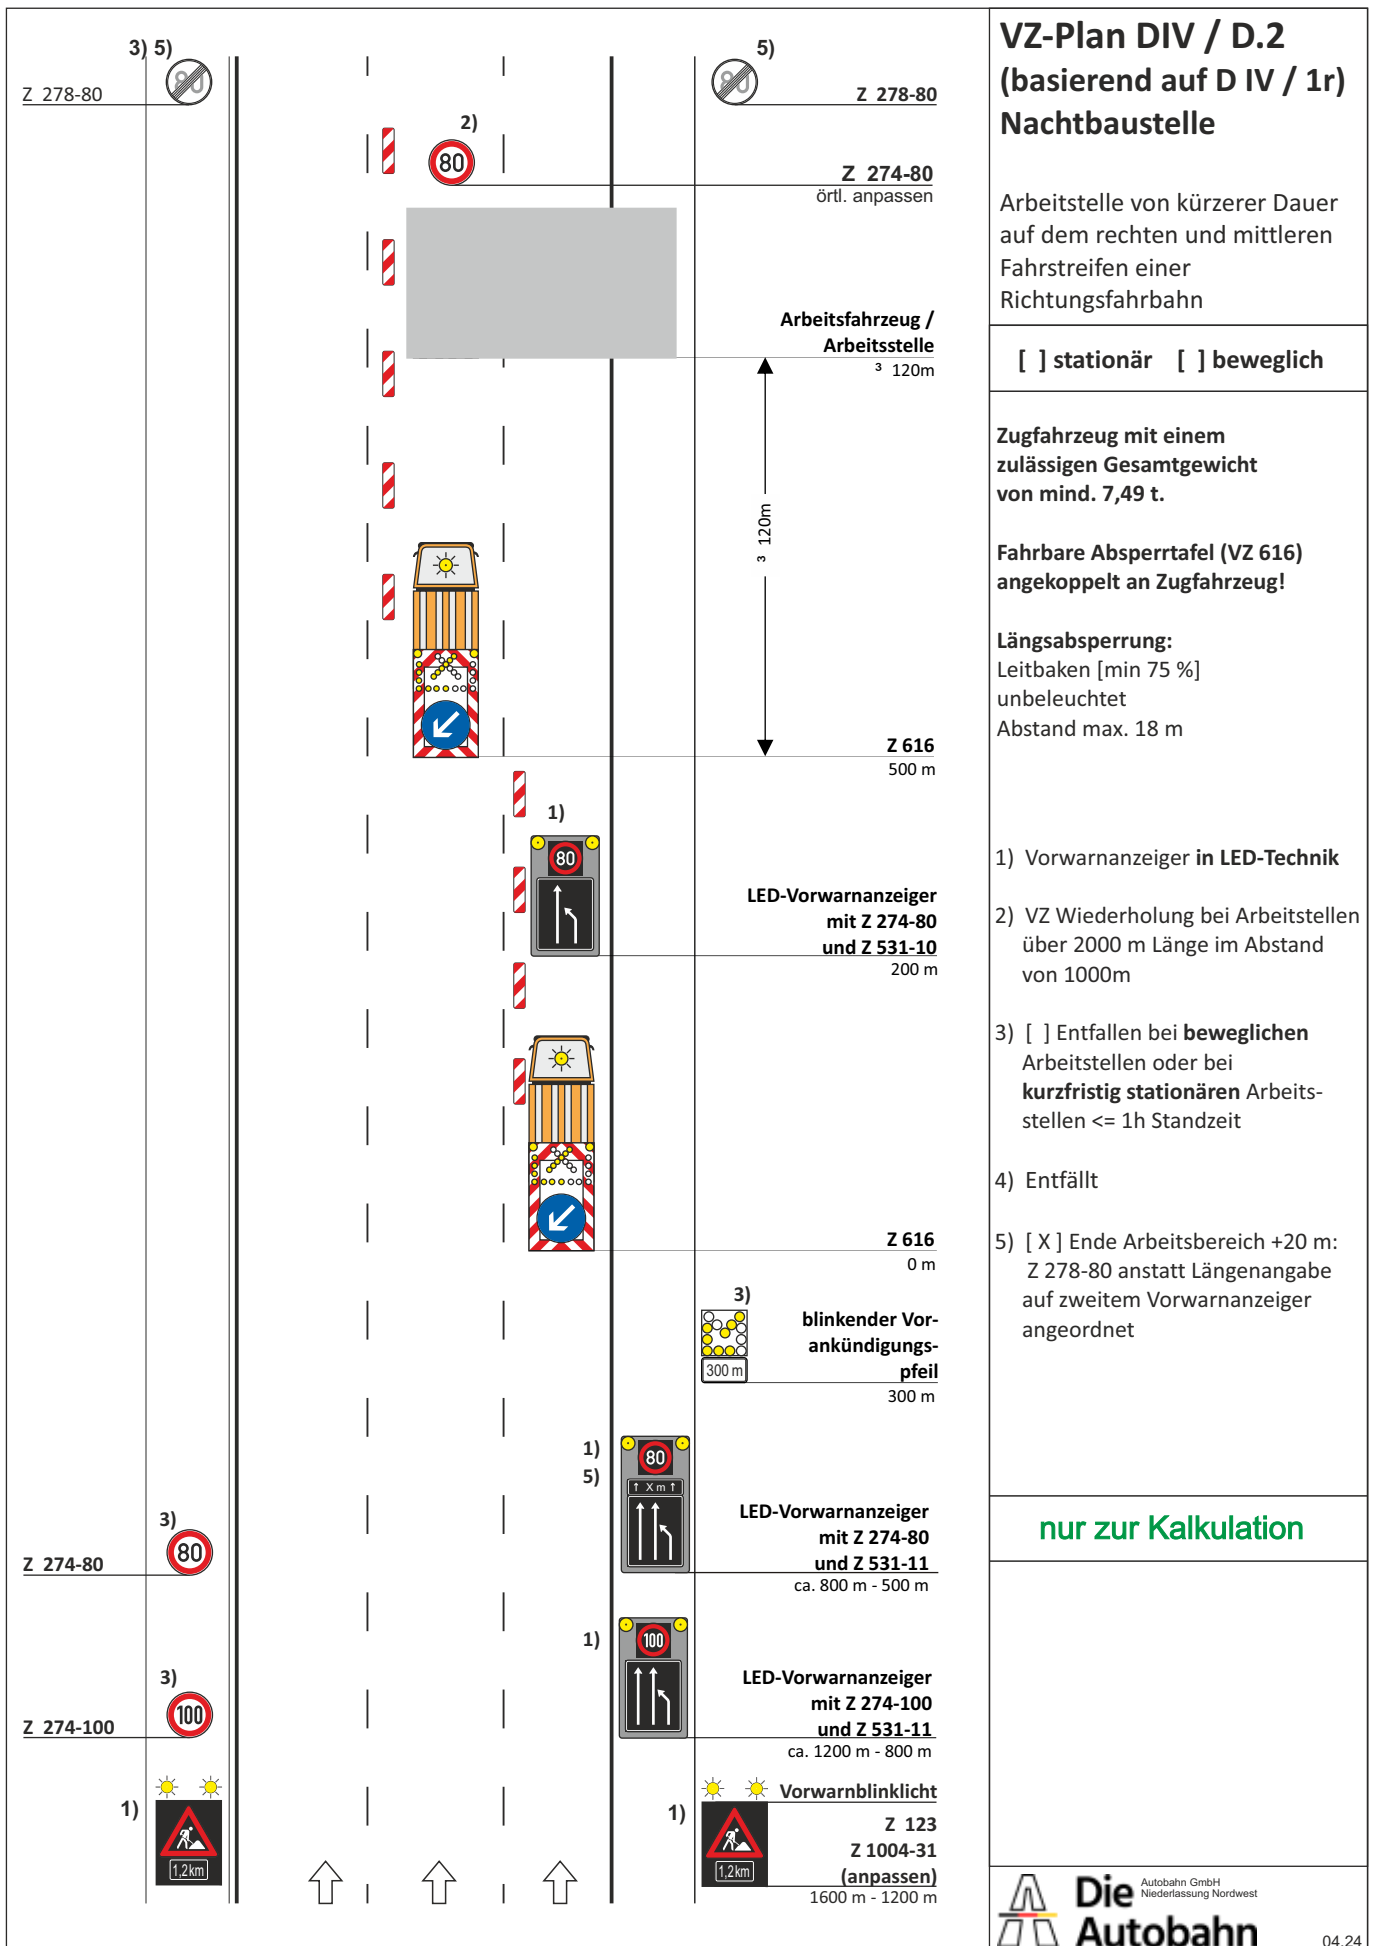 VZ-Plan DIV / D.2
(basierend auf D IV / 1r)
Nachtbaustelle
Arbeitstelle von kürzerer Dauer
auf dem rechten und mittleren
Fahrstreifen einer
Richtungsfahrbahn
[ ] stationär [ ] beweglich
Zugfahrzeug mit einem
zulässigen Gesamtgewicht
von mind. 7,49 t.
Fahrbare Absperrtafel (VZ 616)
angekoppelt an Zugfahrzeug!
Längsabsperrung:
Leitbaken [min 75 %]
unbeleuchtet
Abstand max. 18 m
1) Vorwarnanzeiger in LED-Technik
2) VZ Wiederholung bei Arbeitstellen
über 2000 m Länge im Abstand
von 1000m
3) [ ] Entfallen bei beweglichen
Arbeitstellen oder bei
kurzfristig stationären Arbeits-
stellen <= 1h Standzeit
4) Entfällt
5) [ X ] Ende Arbeitsbereich +20 m:
Z 278-80 anstatt Längenangabe
auf zweitem Vorwarnanzeiger
angeordnet
nur zur Kalkulation
Die
Autobahn
Autobahn GmbH
Niederlassung Nordwest
04.24
3) 5)
80
Z 278-80
5)
80
Z 278-80
2)
80
Z 274-80
örtl. anpassen
Arbeitsfahrzeug /
Arbeitsstelle
³ 120m
³ 120m
Z 616
500 m
1)
80
LED-Vorwarnanzeiger
mit Z 274-80
und Z 531-10
200 m
Z 616
0 m
3)
300 m
blinkender Vor-
ankündigungs-
pfeil
300 m
1)
5)
80
↑ X m ↑
LED-Vorwarnanzeiger
mit Z 274-80
und Z 531-11
ca. 800 m - 500 m
3)
80
Z 274-80
1)
100
LED-Vorwarnanzeiger
mit Z 274-100
und Z 531-11
ca. 1200 m - 800 m
3)
100
Z 274-100
1)
1,2km
1)
1,2km
Vorwarnblinklicht
Z 123
Z 1004-31
(anpassen)
1600 m - 1200 m